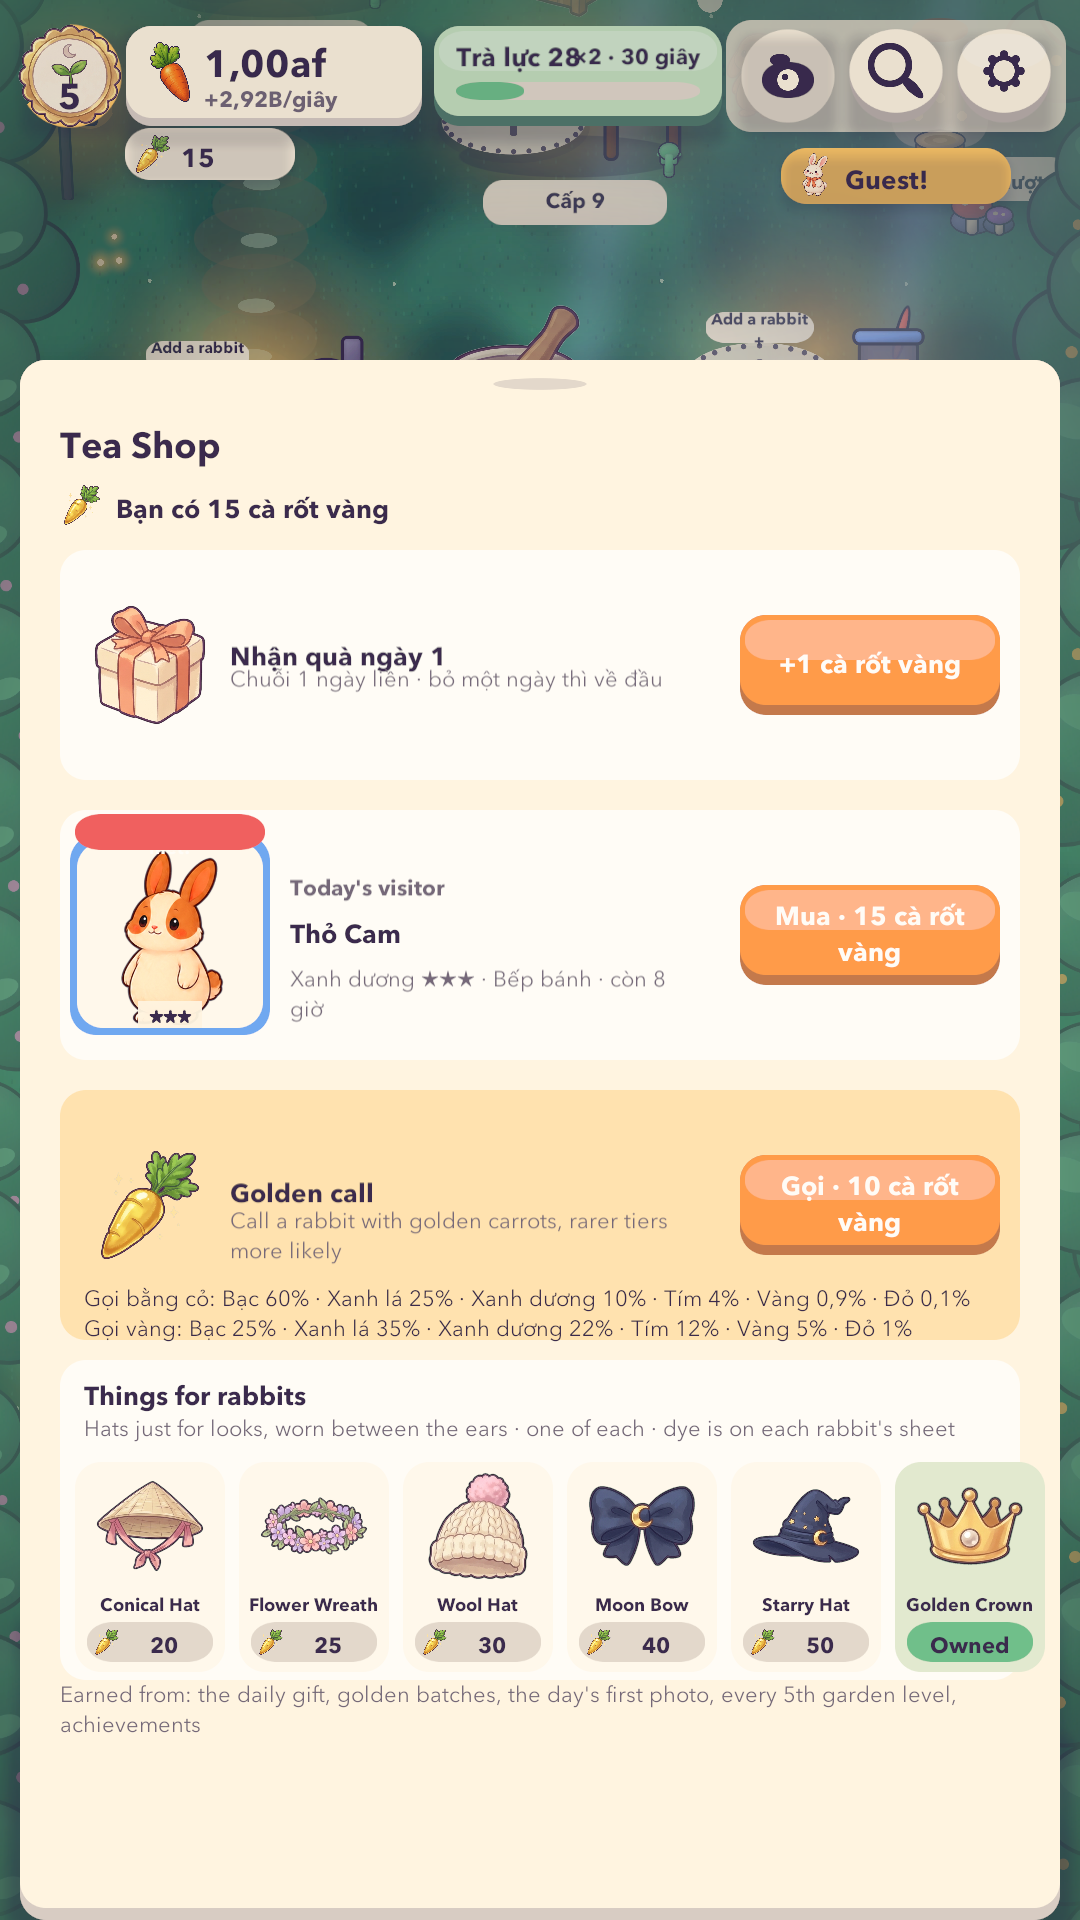 5
1,00af
+2,92B/giây
Trà lực 28
×2 · 30 giây
15
Guest!
Cấp 9
Add a rabbit
Add a rabbit
+
Tea Shop
Bạn có 15 cà rốt vàng
Nhận quà ngày 1
Chuỗi 1 ngày liền · bỏ một ngày thì về đầu
+1 cà rốt vàng
Today's visitor
Thỏ Cam
Xanh dương ★★★ · Bếp bánh · còn 8
giờ
★★★
Mua · 15 cà rốt
vàng
Golden call
Call a rabbit with golden carrots, rarer tiers
more likely
Gọi · 10 cà rốt
vàng
Gọi bằng cỏ: Bạc 60% · Xanh lá 25% · Xanh dương 10% · Tím 4% · Vàng 0,9% · Đỏ 0,1%
Gọi vàng: Bạc 25% · Xanh lá 35% · Xanh dương 22% · Tím 12% · Vàng 5% · Đỏ 1%
Things for rabbits
Hats just for looks, worn between the ears · one of each · dye is on each rabbit's sheet
Conical Hat
Flower Wreath
Wool Hat
Moon Bow
Starry Hat
Golden Crown
20
25
30
40
50
Owned
Earned from: the daily gift, golden batches, the day's first photo, every 5th garden level,
achievements